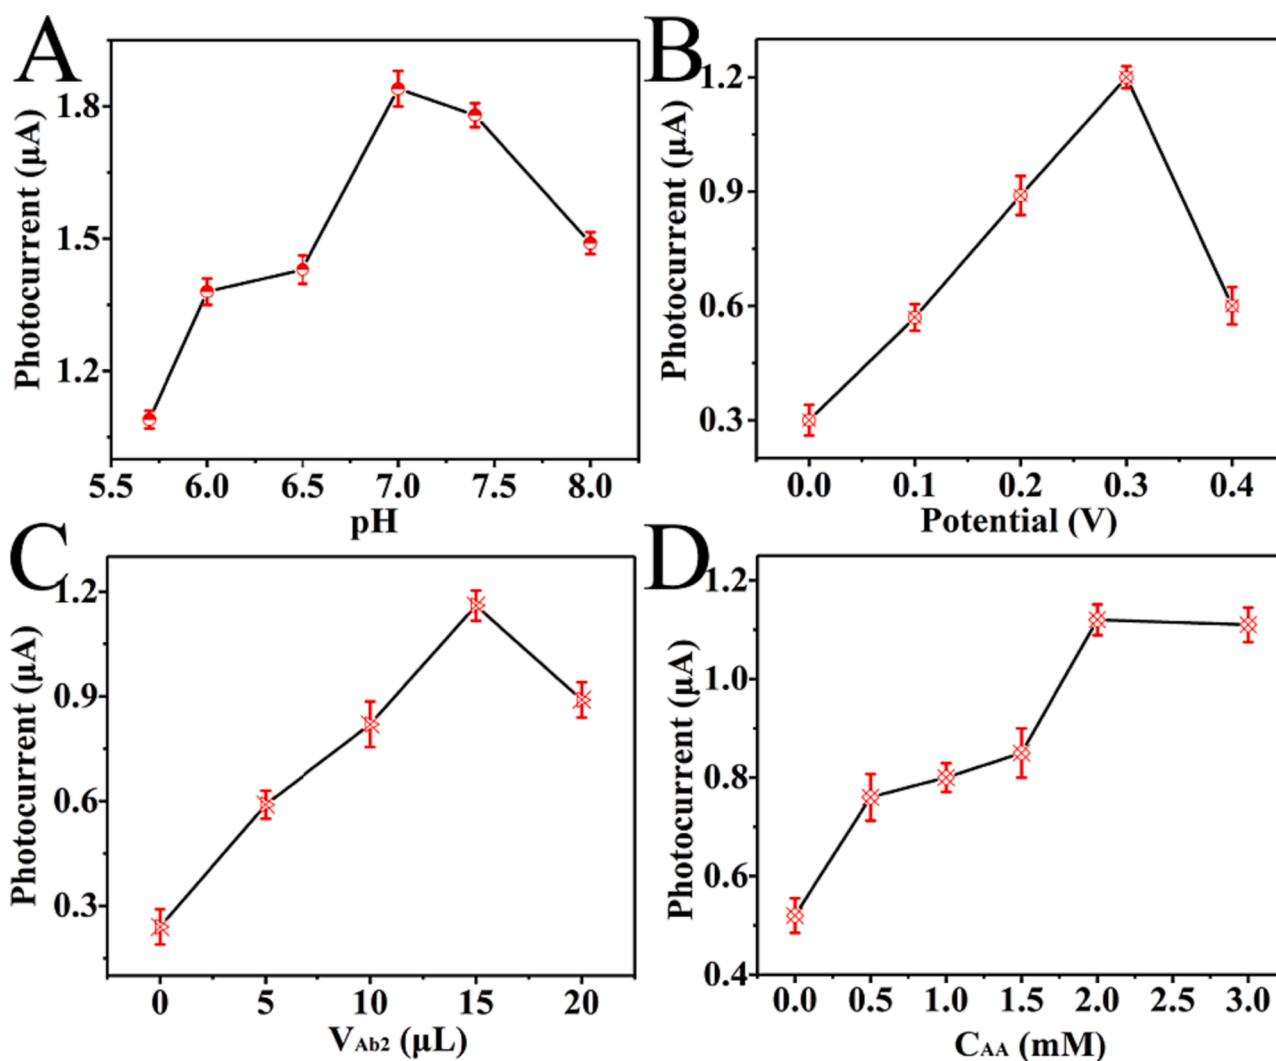 A
Photocurrent (μA)
1.8
1.5
1.2
5.5 6.0 6.5 7.0 7.5 8.0
pH
B
Photocurrent (μA)
1.2
0.9
0.6
0.3
0.0 0.1 0.2 0.3 0.4
Potential (V)
C
Photocurrent (μA)
1.2
0.9
0.6
0.3
0 5 10 15 20
VAb2 (μL)
D
Photocurrent (μA)
1.2
1.0
0.8
0.6
0.4
0.0 0.5 1.0 1.5 2.0 2.5 3.0
CAA (mM)